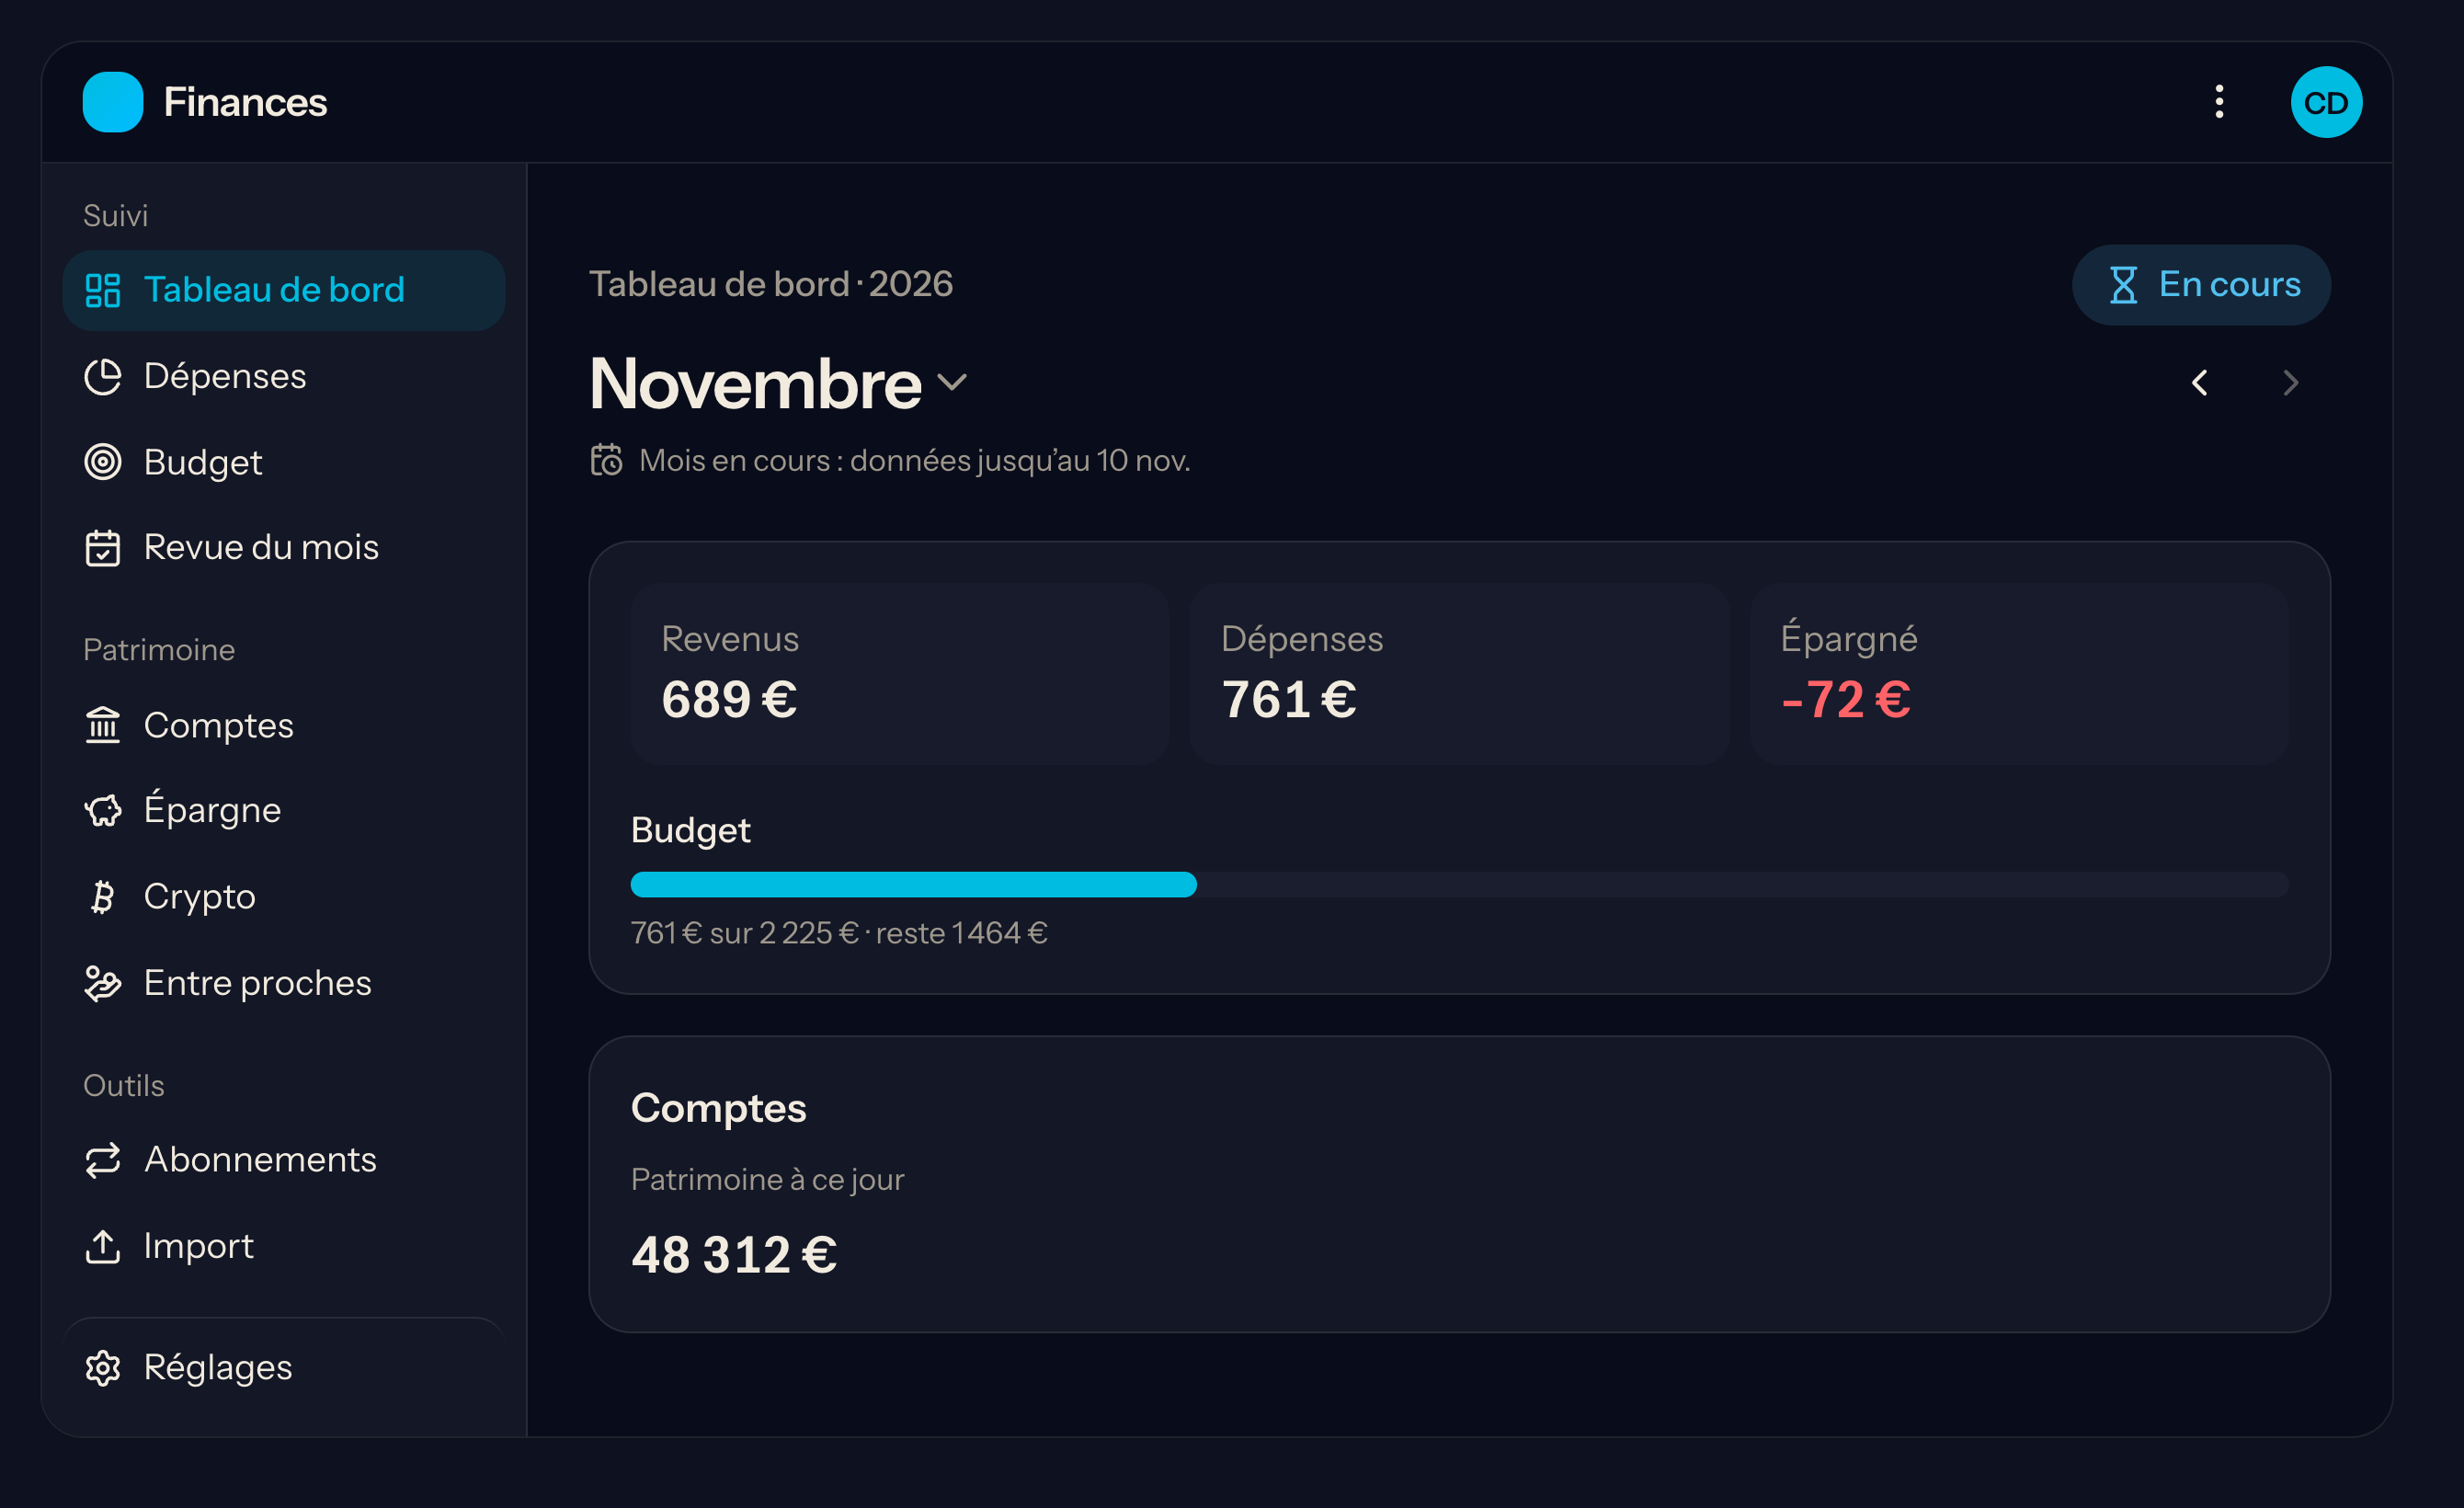 Finances
CD
Suivi
Tableau de bord
Dépenses
Budget
Revue du mois
Patrimoine
Comptes
Épargne
Crypto
Entre proches
Outils
Abonnements
Import
Réglages
Tableau de bord · 2026
En cours
Novembre
Mois en cours : données jusqu’au 10 nov.
Revenus
689 €
Dépenses
761 €
Épargné
-72 €
Budget
761 € sur 2 225 € · reste 1 464 €
Comptes
Patrimoine à ce jour
48 312 €